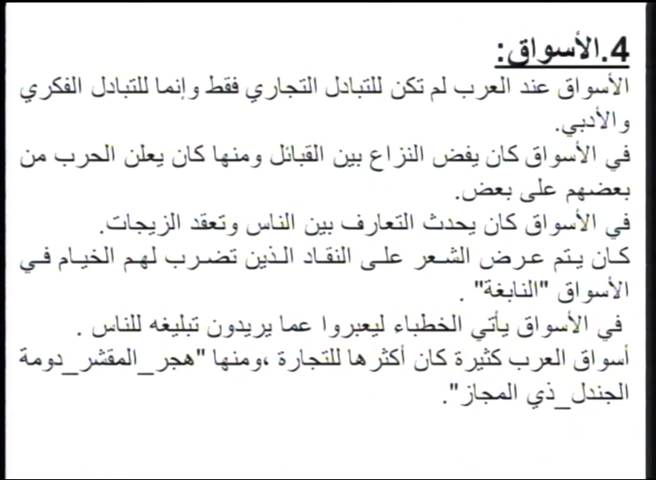 4.الأسواق:
الأسواق عند العرب لم تكن للتبادل التجاري فقط وإنما للتبادل الفكري
والأدبي.
في الأسواق كان يفض النزاع بين القبائل ومنها كان يعلن الحرب من
بعضهم على بعض.
في الأسواق كان يحدث التعارف بين الناس وتعقد الزيجات.
كان يتم عرض الشعر على النقاد الذين تضرب لهم الخيام في
الأسواق "النابغة" .
في الأسواق يأتي الخطباء ليعبروا عما يريدون تبليغه للناس .
أسواق العرب كثيرة كان أكثرها للتجارة ،ومنها "هجر_المقشر_دومة
الجندل_ذي المجاز".